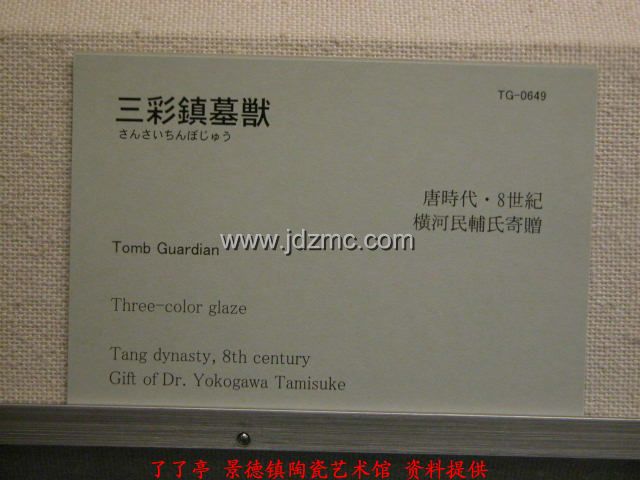 TG-0649
三彩鎮墓獣
さんさいちんぼじゅう
唐時代・8世紀
横河民輔氏寄贈
www.jdzmc.com
Tomb Guardian
Three-color glaze
Tang dynasty, 8th century
Gift of Dr. Yokogawa Tamisuke
了了亭 景德镇陶瓷艺术馆 资料提供